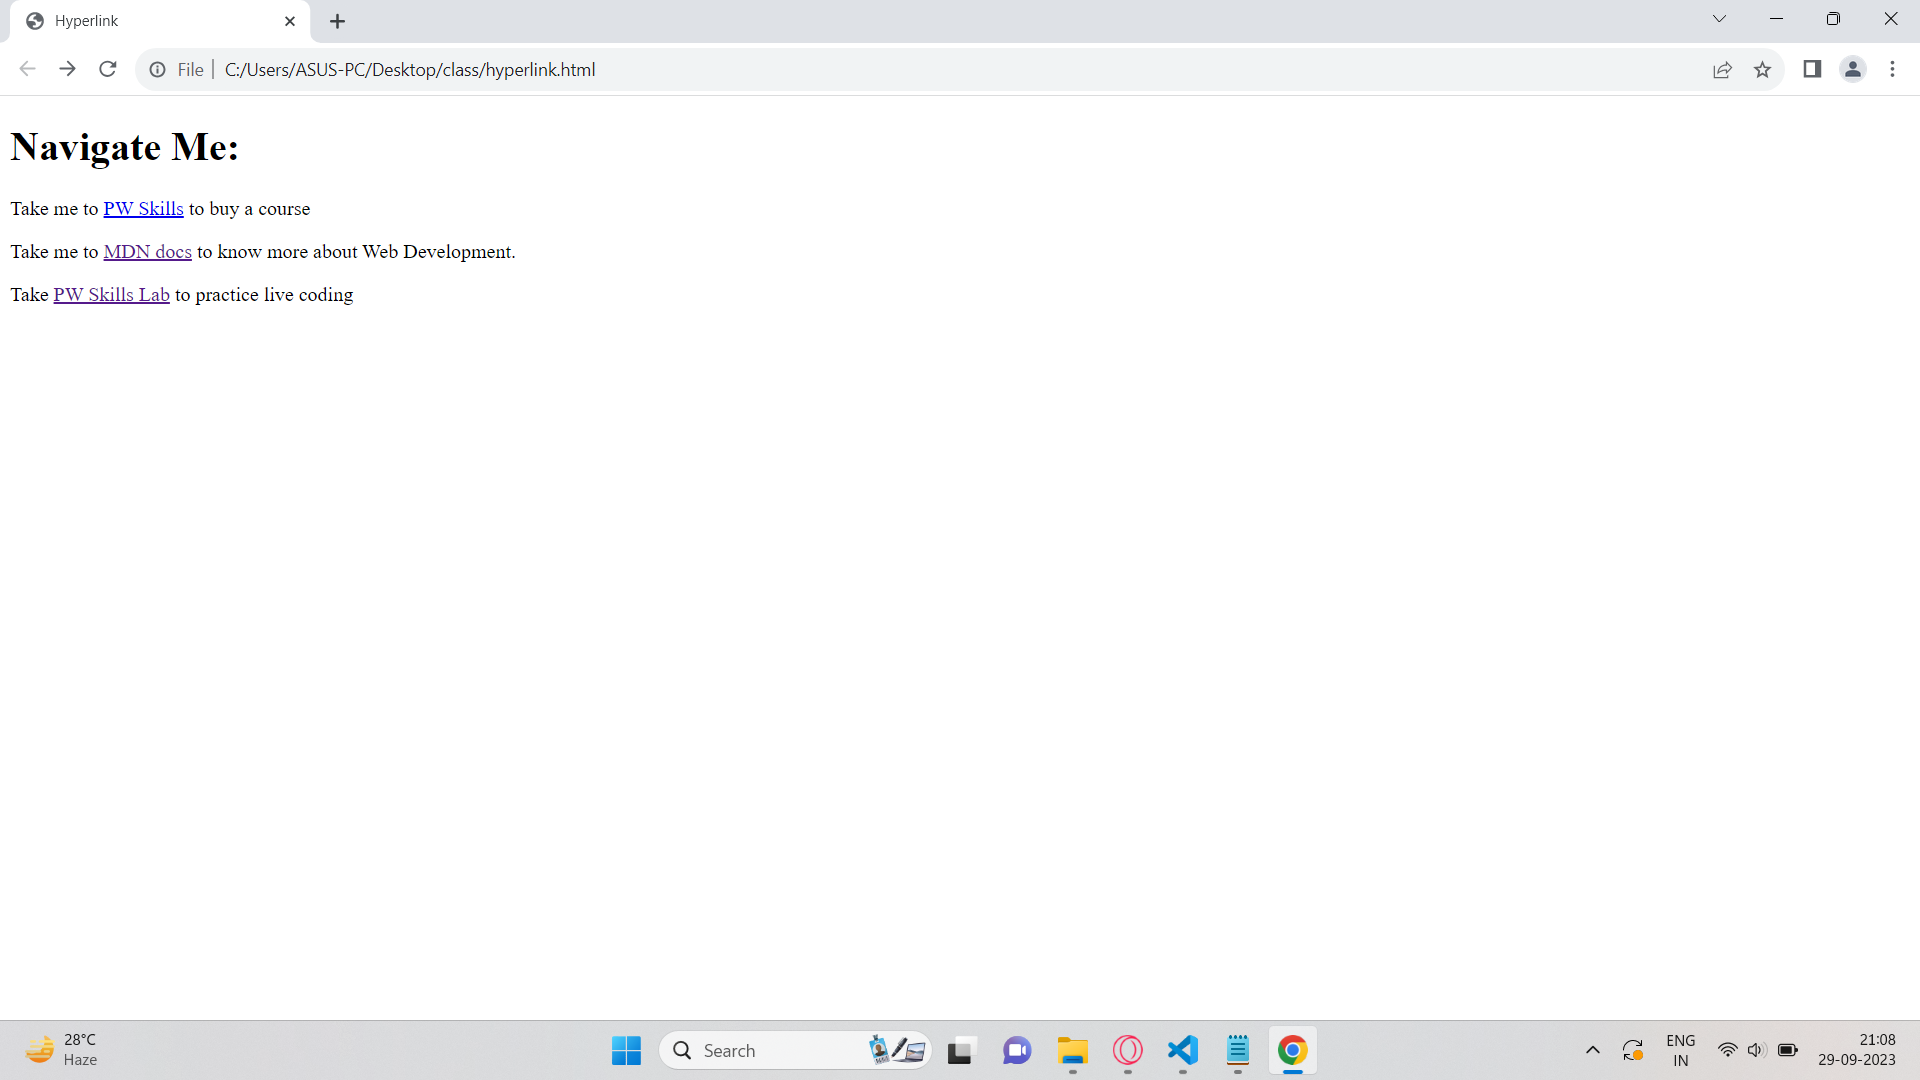 Hyperlink
File | C:/Users/ASUS-PC/Desktop/class/hyperlink.html
Navigate Me:
Take me to PW Skills to buy a course
Take me to MDN docs to know more about Web Development.
Take PW Skills Lab to practice live coding
28°C
Haze
Search
ENG
IN
21:08
29-09-2023